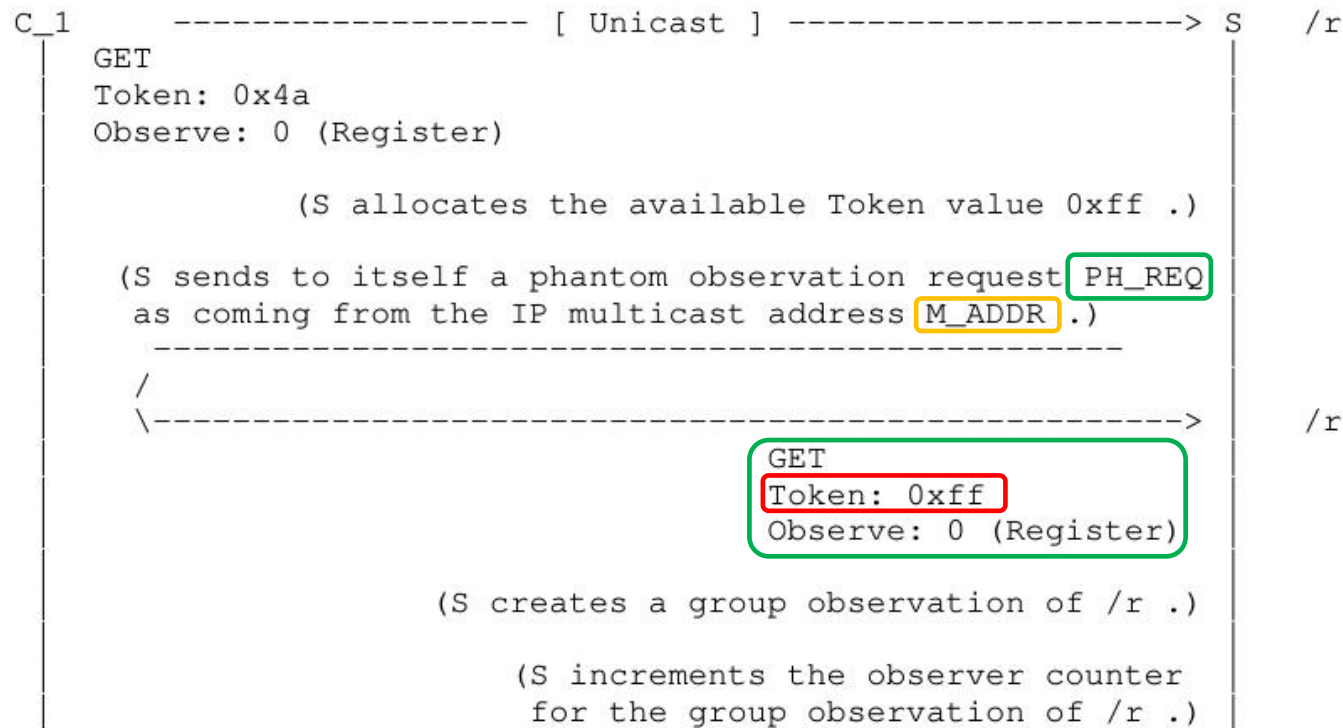 C_1 ------------------ [ Unicast ] --------------------> S /r
GET
Token: 0x4a
Observe: 0 (Register)
(S allocates the available Token value 0xff .)
(S sends to itself a phantom observation request PH_REQ
as coming from the IP multicast address M_ADDR .)
-------------------------------------------------
/
\-----------------------------------------------------> /r
GET
Token: 0xff
Observe: 0 (Register)
(S creates a group observation of /r .)
(S increments the observer counter
for the group observation of /r .)